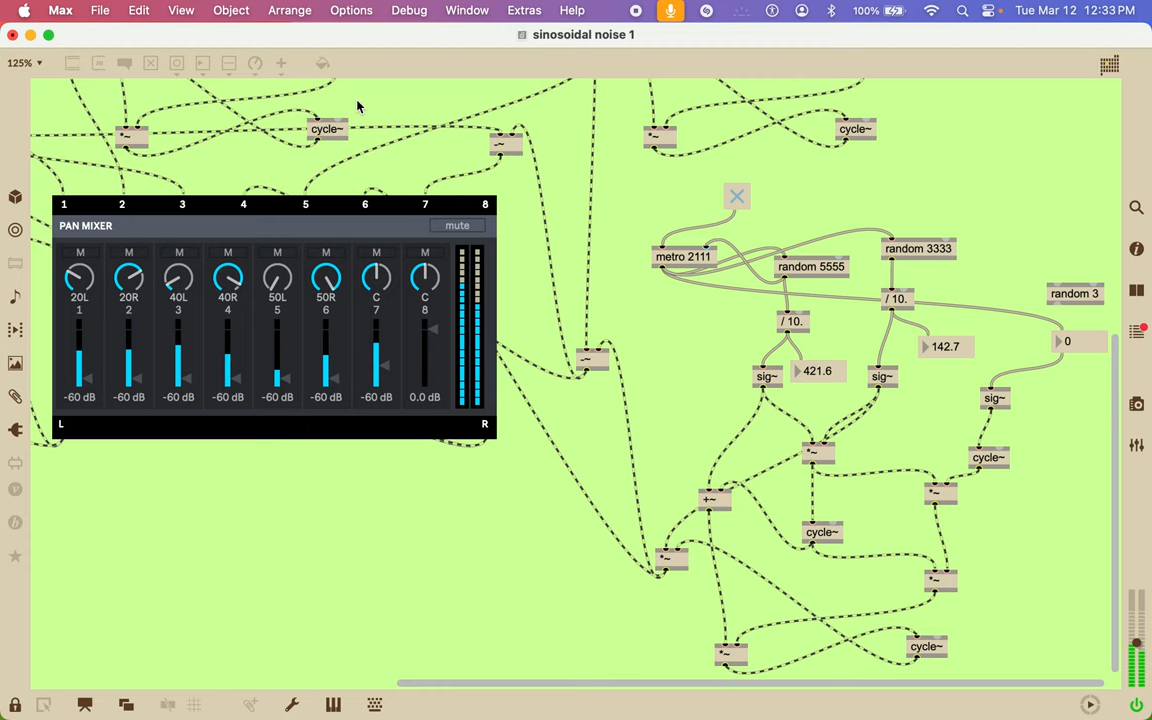 Max File Edit View Object Arrange Options Debug Window Extras Help 100% Tue Mar 12 12:33 PM
sinosoidal noise 1
125%
*~ cycle~ -~ *~ cycle~
1 2 3 4 5 6 7 8
PAN MIXER mute
M M M M M M M M
20L 20R 40L 40R 50L 50R C C
1 2 3 4 5 6 7 8
-60 dB -60 dB -60 dB -60 dB -60 dB -60 dB -60 dB 0.0 dB
L R
metro 2111
random 3333
random 5555
random 3
/ 10.
/ 10.
0
142.7
-~
421.6
sig~
sig~
sig~
*~
cycle~
+~
*~
cycle~
*~
*~
*~
cycle~